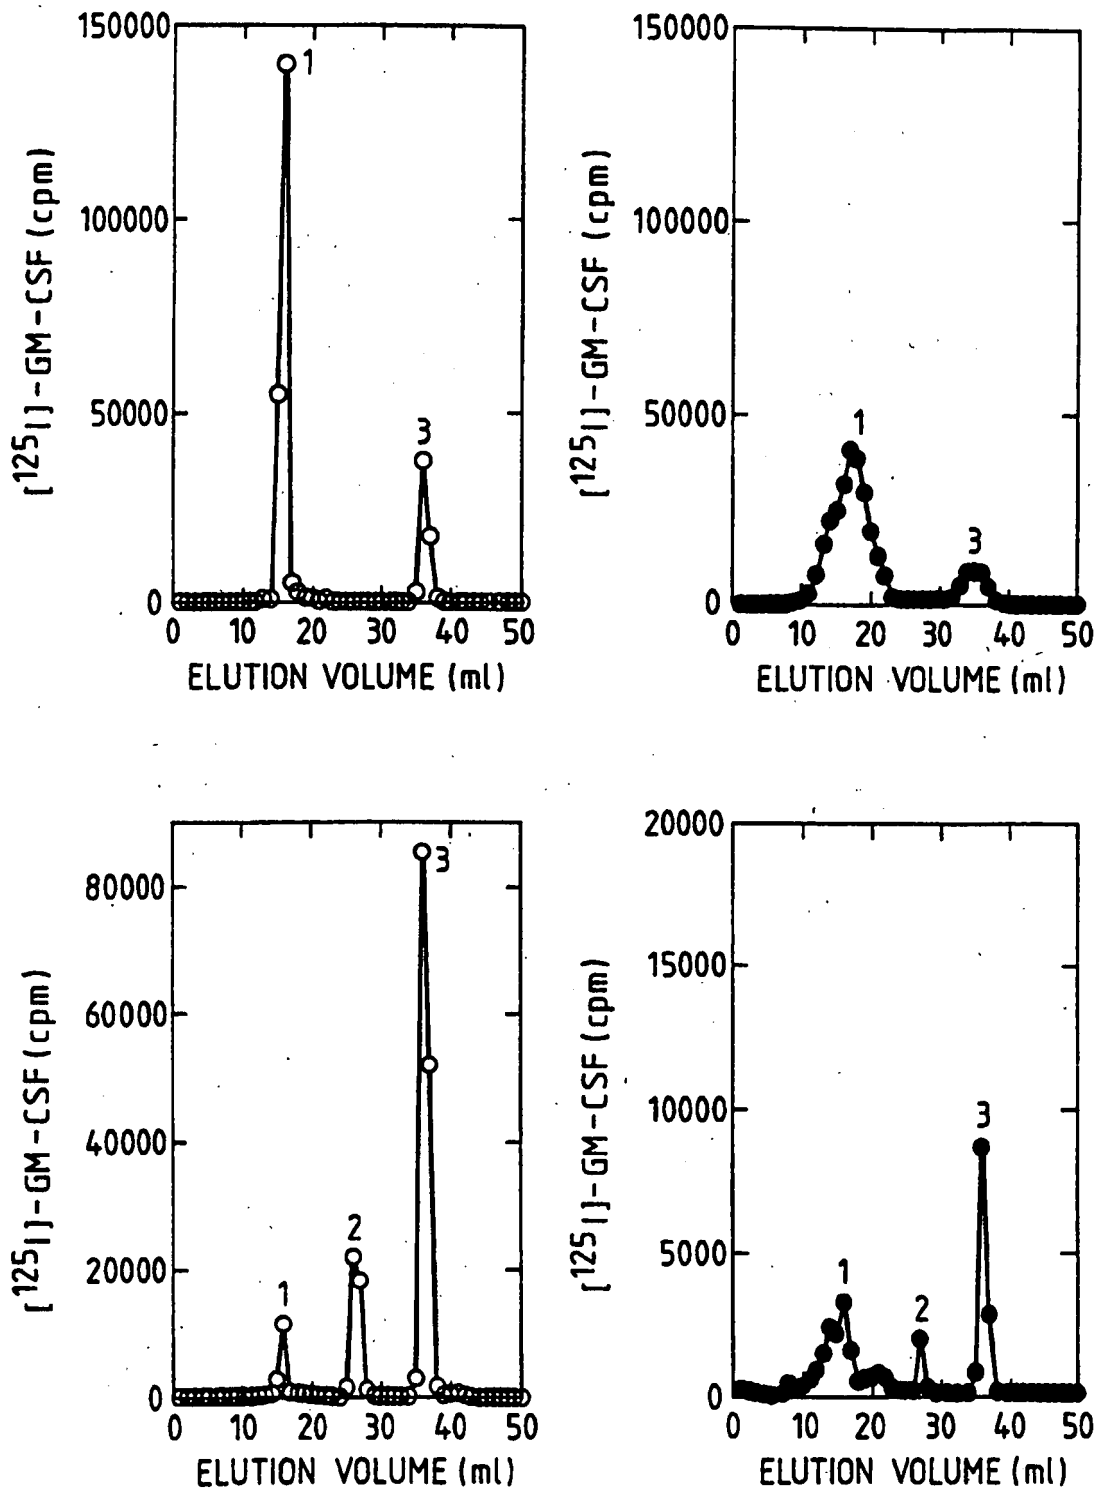 150000
100000
50000
0
[¹²⁵I]-GM-CSF (cpm)
1
3
0 10 20 30 40 50
ELUTION VOLUME (ml)
150000
100000
50000
0
[¹²⁵I]-GM-CSF (cpm)
1
3
0 10 20 30 40 50
ELUTION VOLUME (ml)
80000
60000
40000
20000
0
[¹²⁵I]-GM-CSF (cpm)
1
2
3
0 10 20 30 40 50
ELUTION VOLUME (ml)
20000
15000
10000
5000
0
[¹²⁵I]-GM-CSF (cpm)
1
2
3
0 10 20 30 40 50
ELUTION VOLUME (ml)